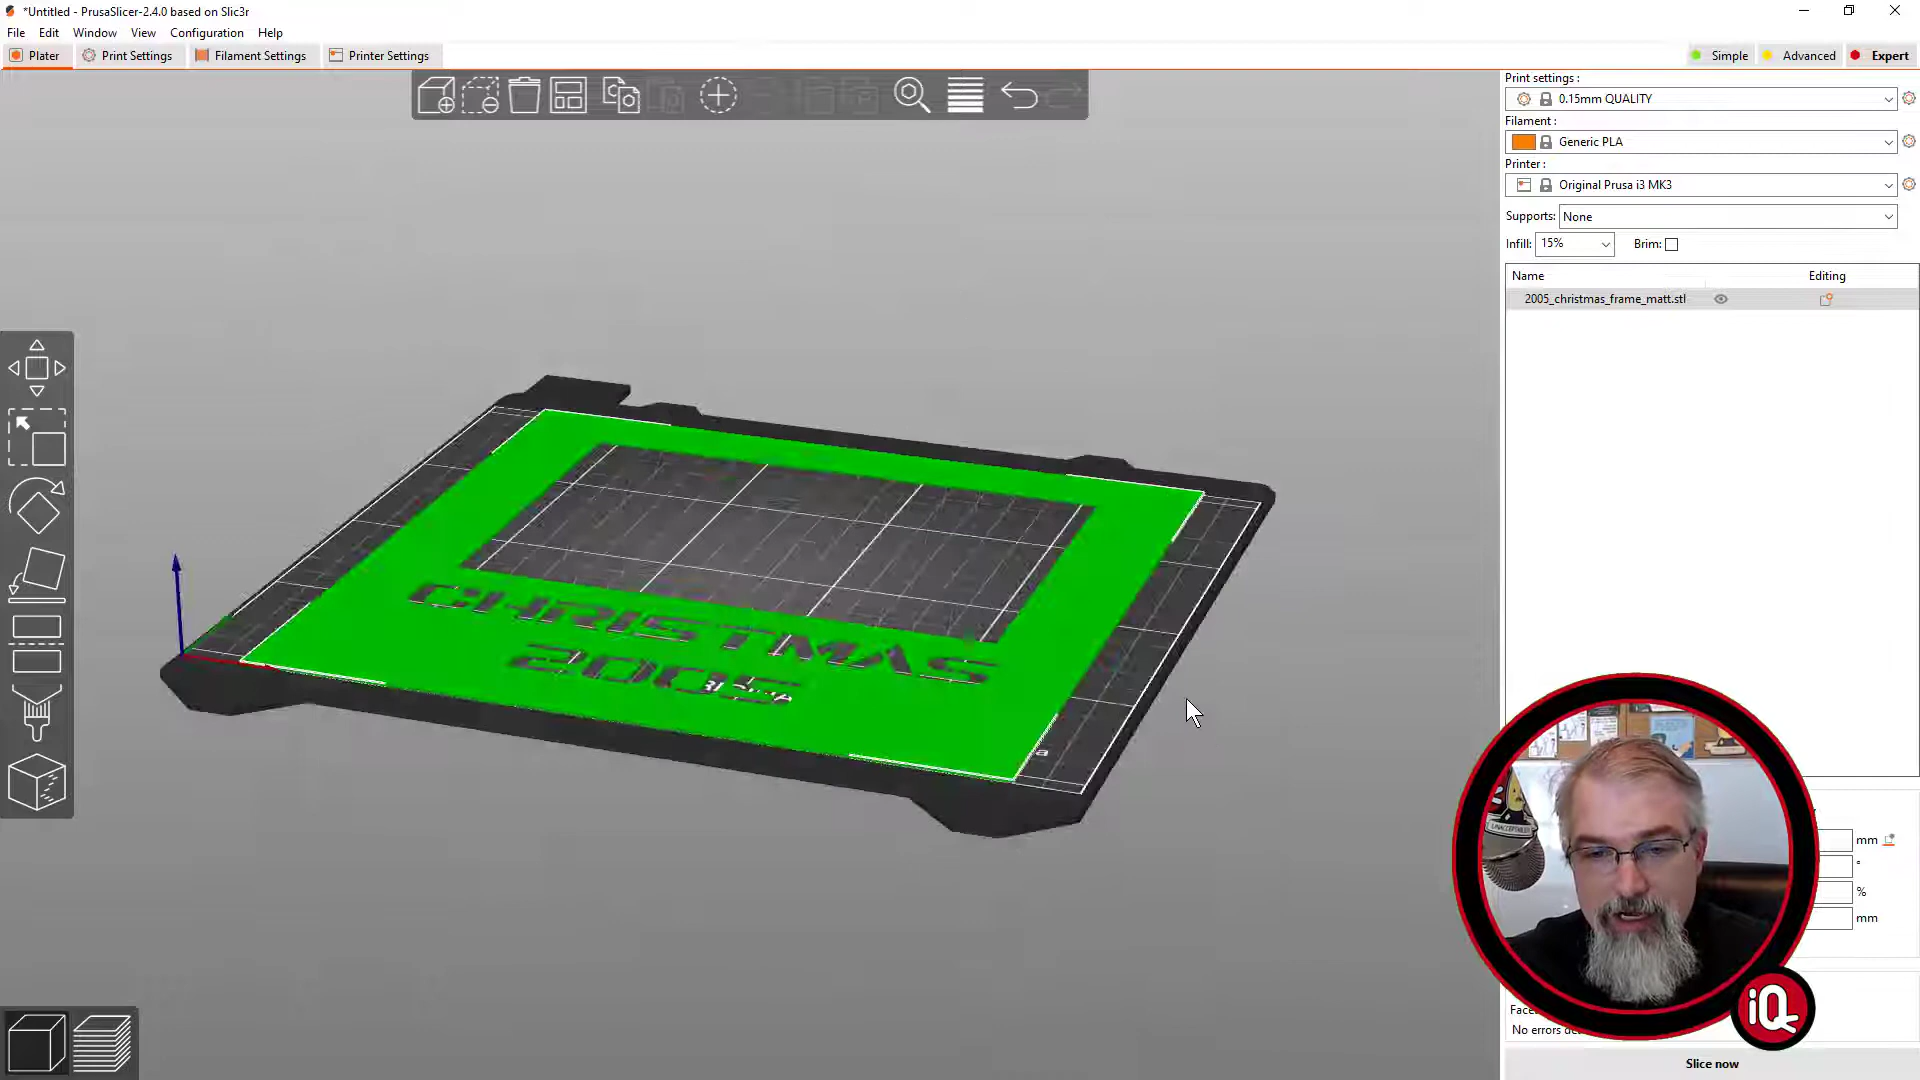 *Untitled - PrusaSlicer-2.4.0 based on Slic3r
File Edit Window View Configuration Help
Plater Print Settings Filament Settings Printer Settings
Simple Advanced Expert
Print settings :
0.15mm QUALITY
Filament :
Generic PLA
Printer :
Original Prusa i3 MK3
Supports: None
Infill: 15% Brim:
Name Editing
2005_christmas_frame_matt.stl
CHRISTMAS
2005
mm
°
%
mm
No errors
iQ
Slice now